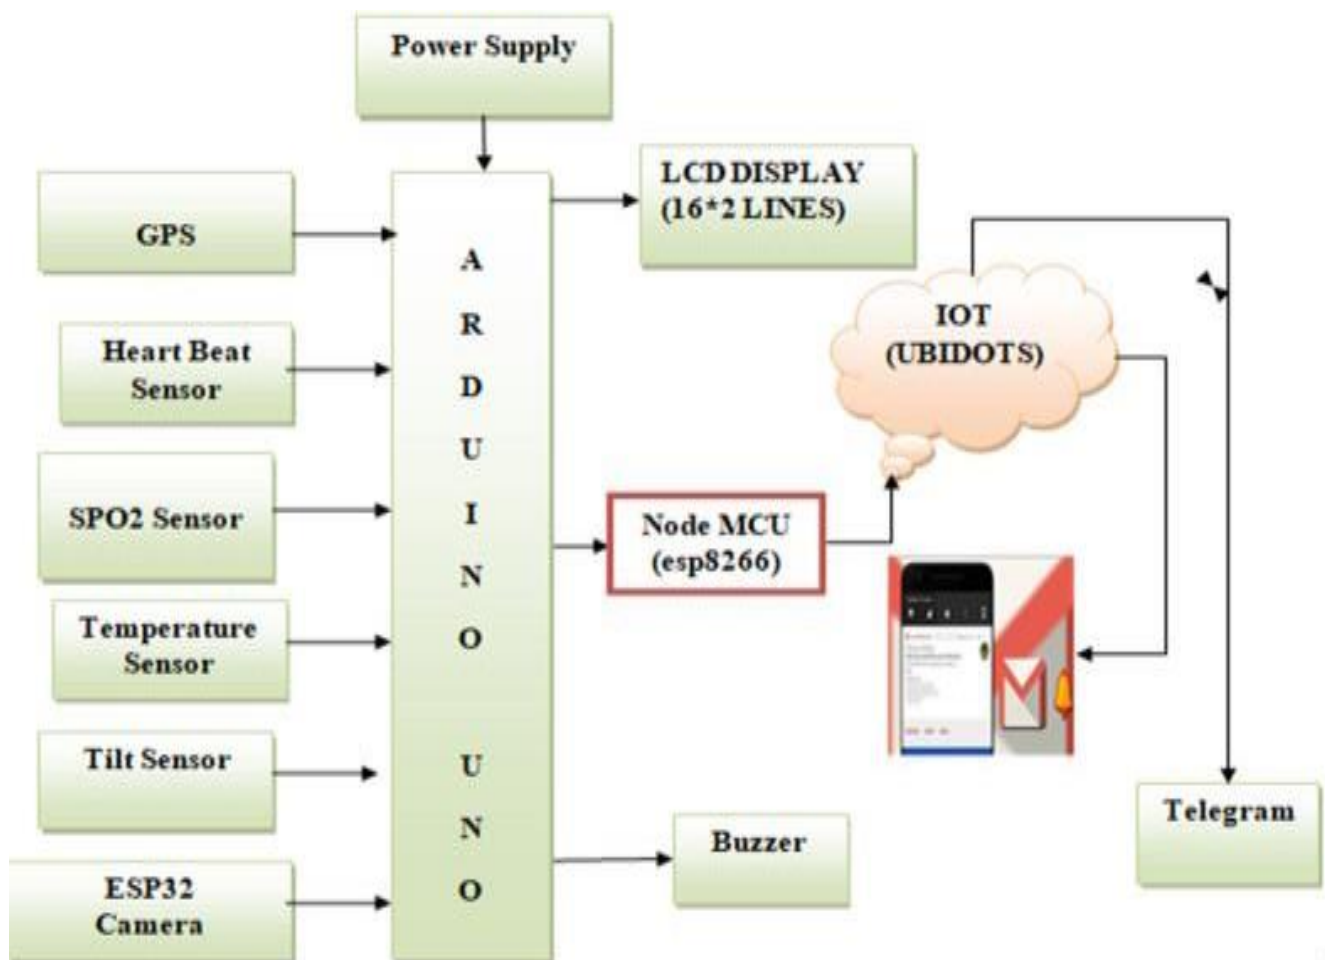 Power Supply
LCD DISPLAY
(16*2 LINES)
GPS
Heart Beat
Sensor
SPO2 Sensor
Temperature
Sensor
Tilt Sensor
ESP32
Camera
A
R
D
U
I
N
O
U
N
O
Node MCU
(esp8266)
IOT
(UBIDOTS)
Buzzer
Telegram